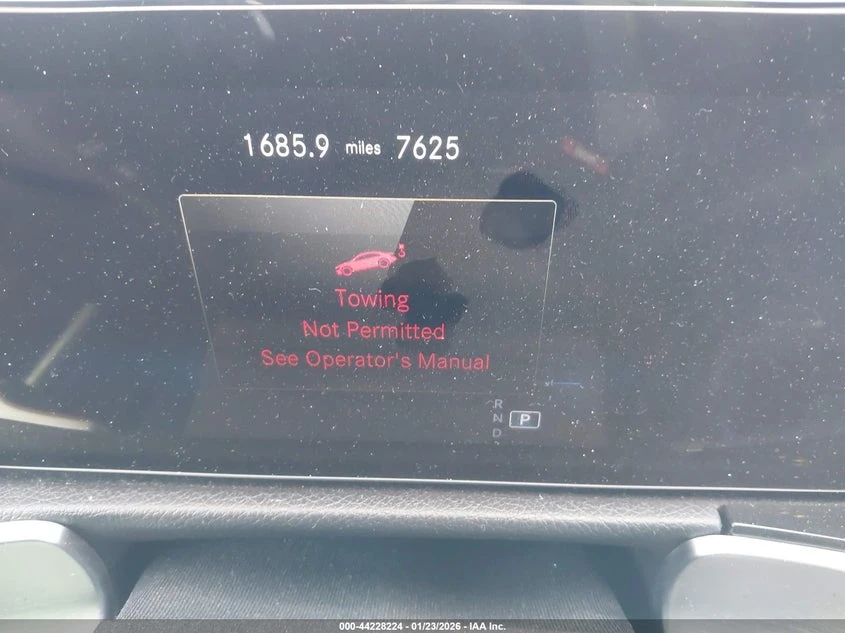 1685.9 miles 7625
Towing
Not Permitted
See Operator's Manual
R
N P
D
000-44228224 - 01/23/2026 - IAA Inc.